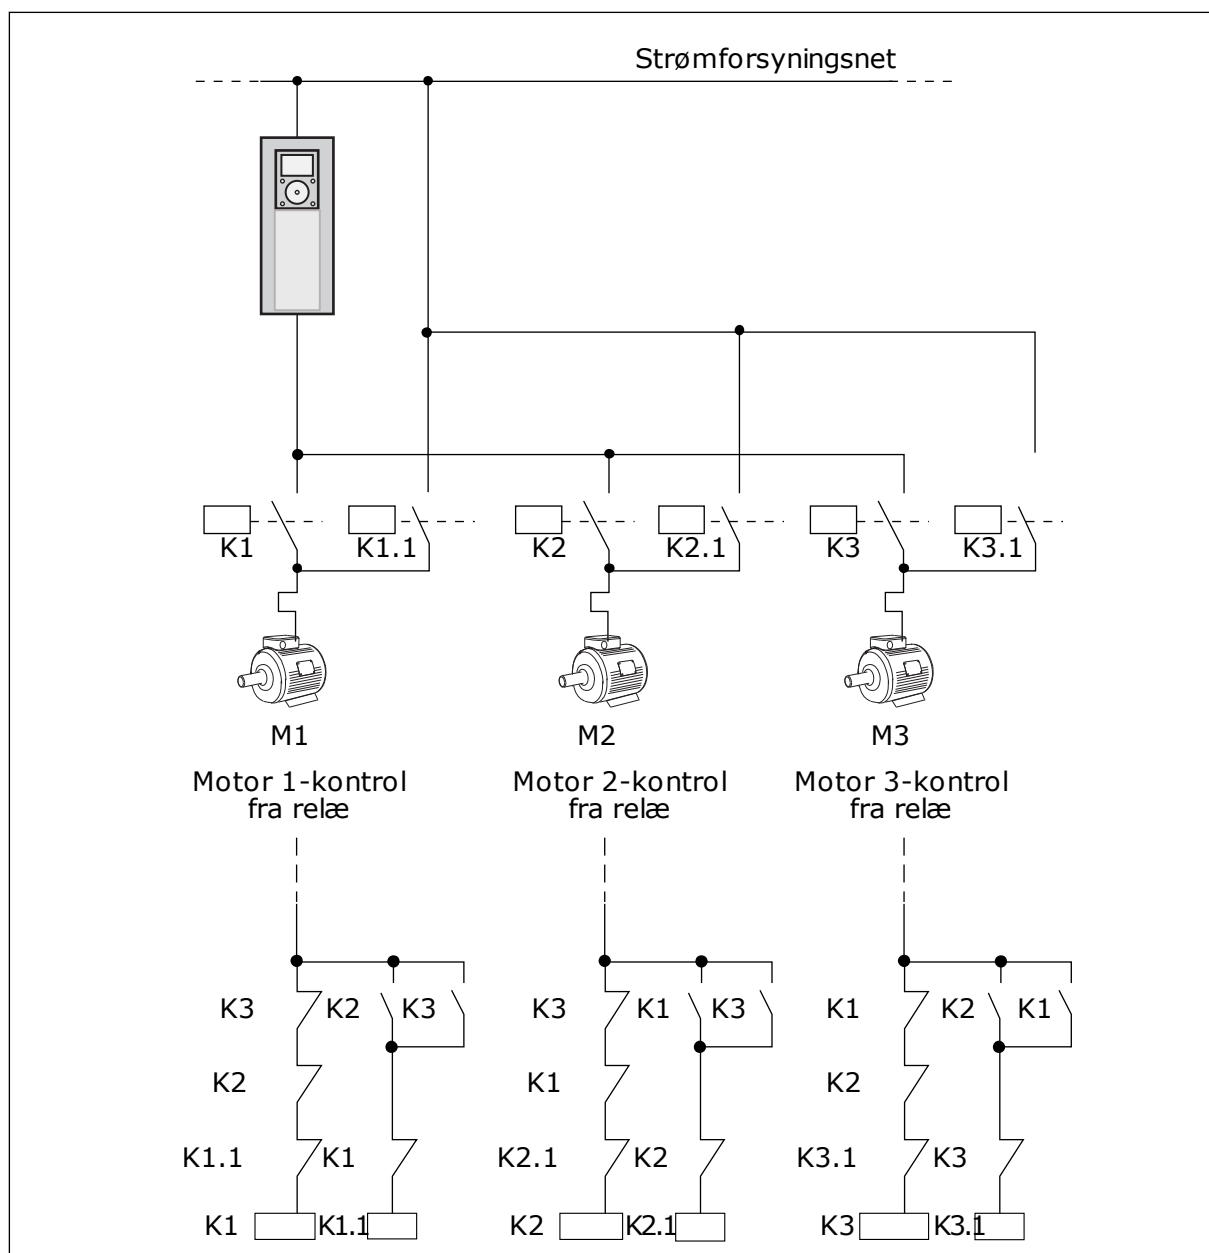 Strømforsyningsnet
K1 K1.1 K2 K2.1 K3 K3.1
M1 M2 M3
Motor 1-kontrol
fra relæ
Motor 2-kontrol
fra relæ
Motor 3-kontrol
fra relæ
K3 K2 K3 K3 K1 K3 K1 K2 K1
K2 K1 K2
K1.1 K1 K2.1 K2 K3.1 K3
K1 K1.1 K2 K2.1 K3 K3.1